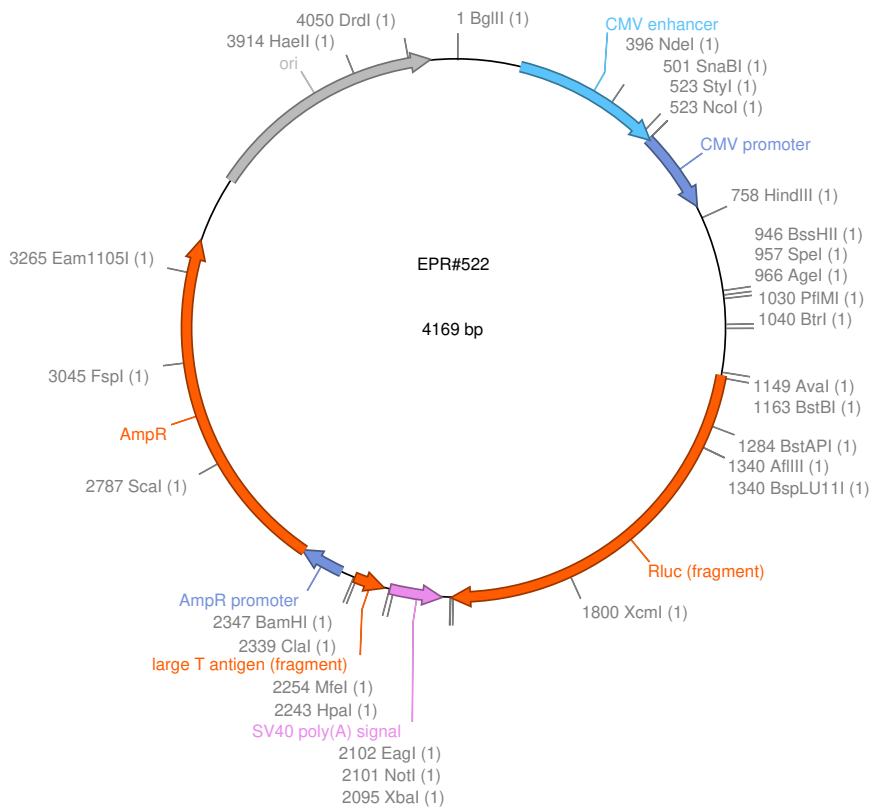 4050 DrdI (1)
1 BglII (1)
CMV enhancer
3914 HaeII (1)
396 NdeI (1)
ori
501 SnaBI (1)
523 StyI (1)
523 NcoI (1)
CMV promoter
758 HindIII (1)
946 BssHII (1)
3265 Eam1105I (1)
957 SpeI (1)
EPR#522
966 AgeI (1)
1030 PflMI (1)
1040 BtrI (1)
4169 bp
3045 FspI (1)
1149 AvaI (1)
1163 BstBI (1)
AmpR
1284 BstAPI (1)
1340 AflIII (1)
2787 ScaI (1)
1340 BspLU11I (1)
Rluc (fragment)
AmpR promoter
1800 XcmI (1)
2347 BamHI (1)
2339 ClaI (1)
large T antigen (fragment)
2254 MfeI (1)
2243 HpaI (1)
SV40 poly(A) signal
2102 EagI (1)
2101 NotI (1)
2095 XbaI (1)